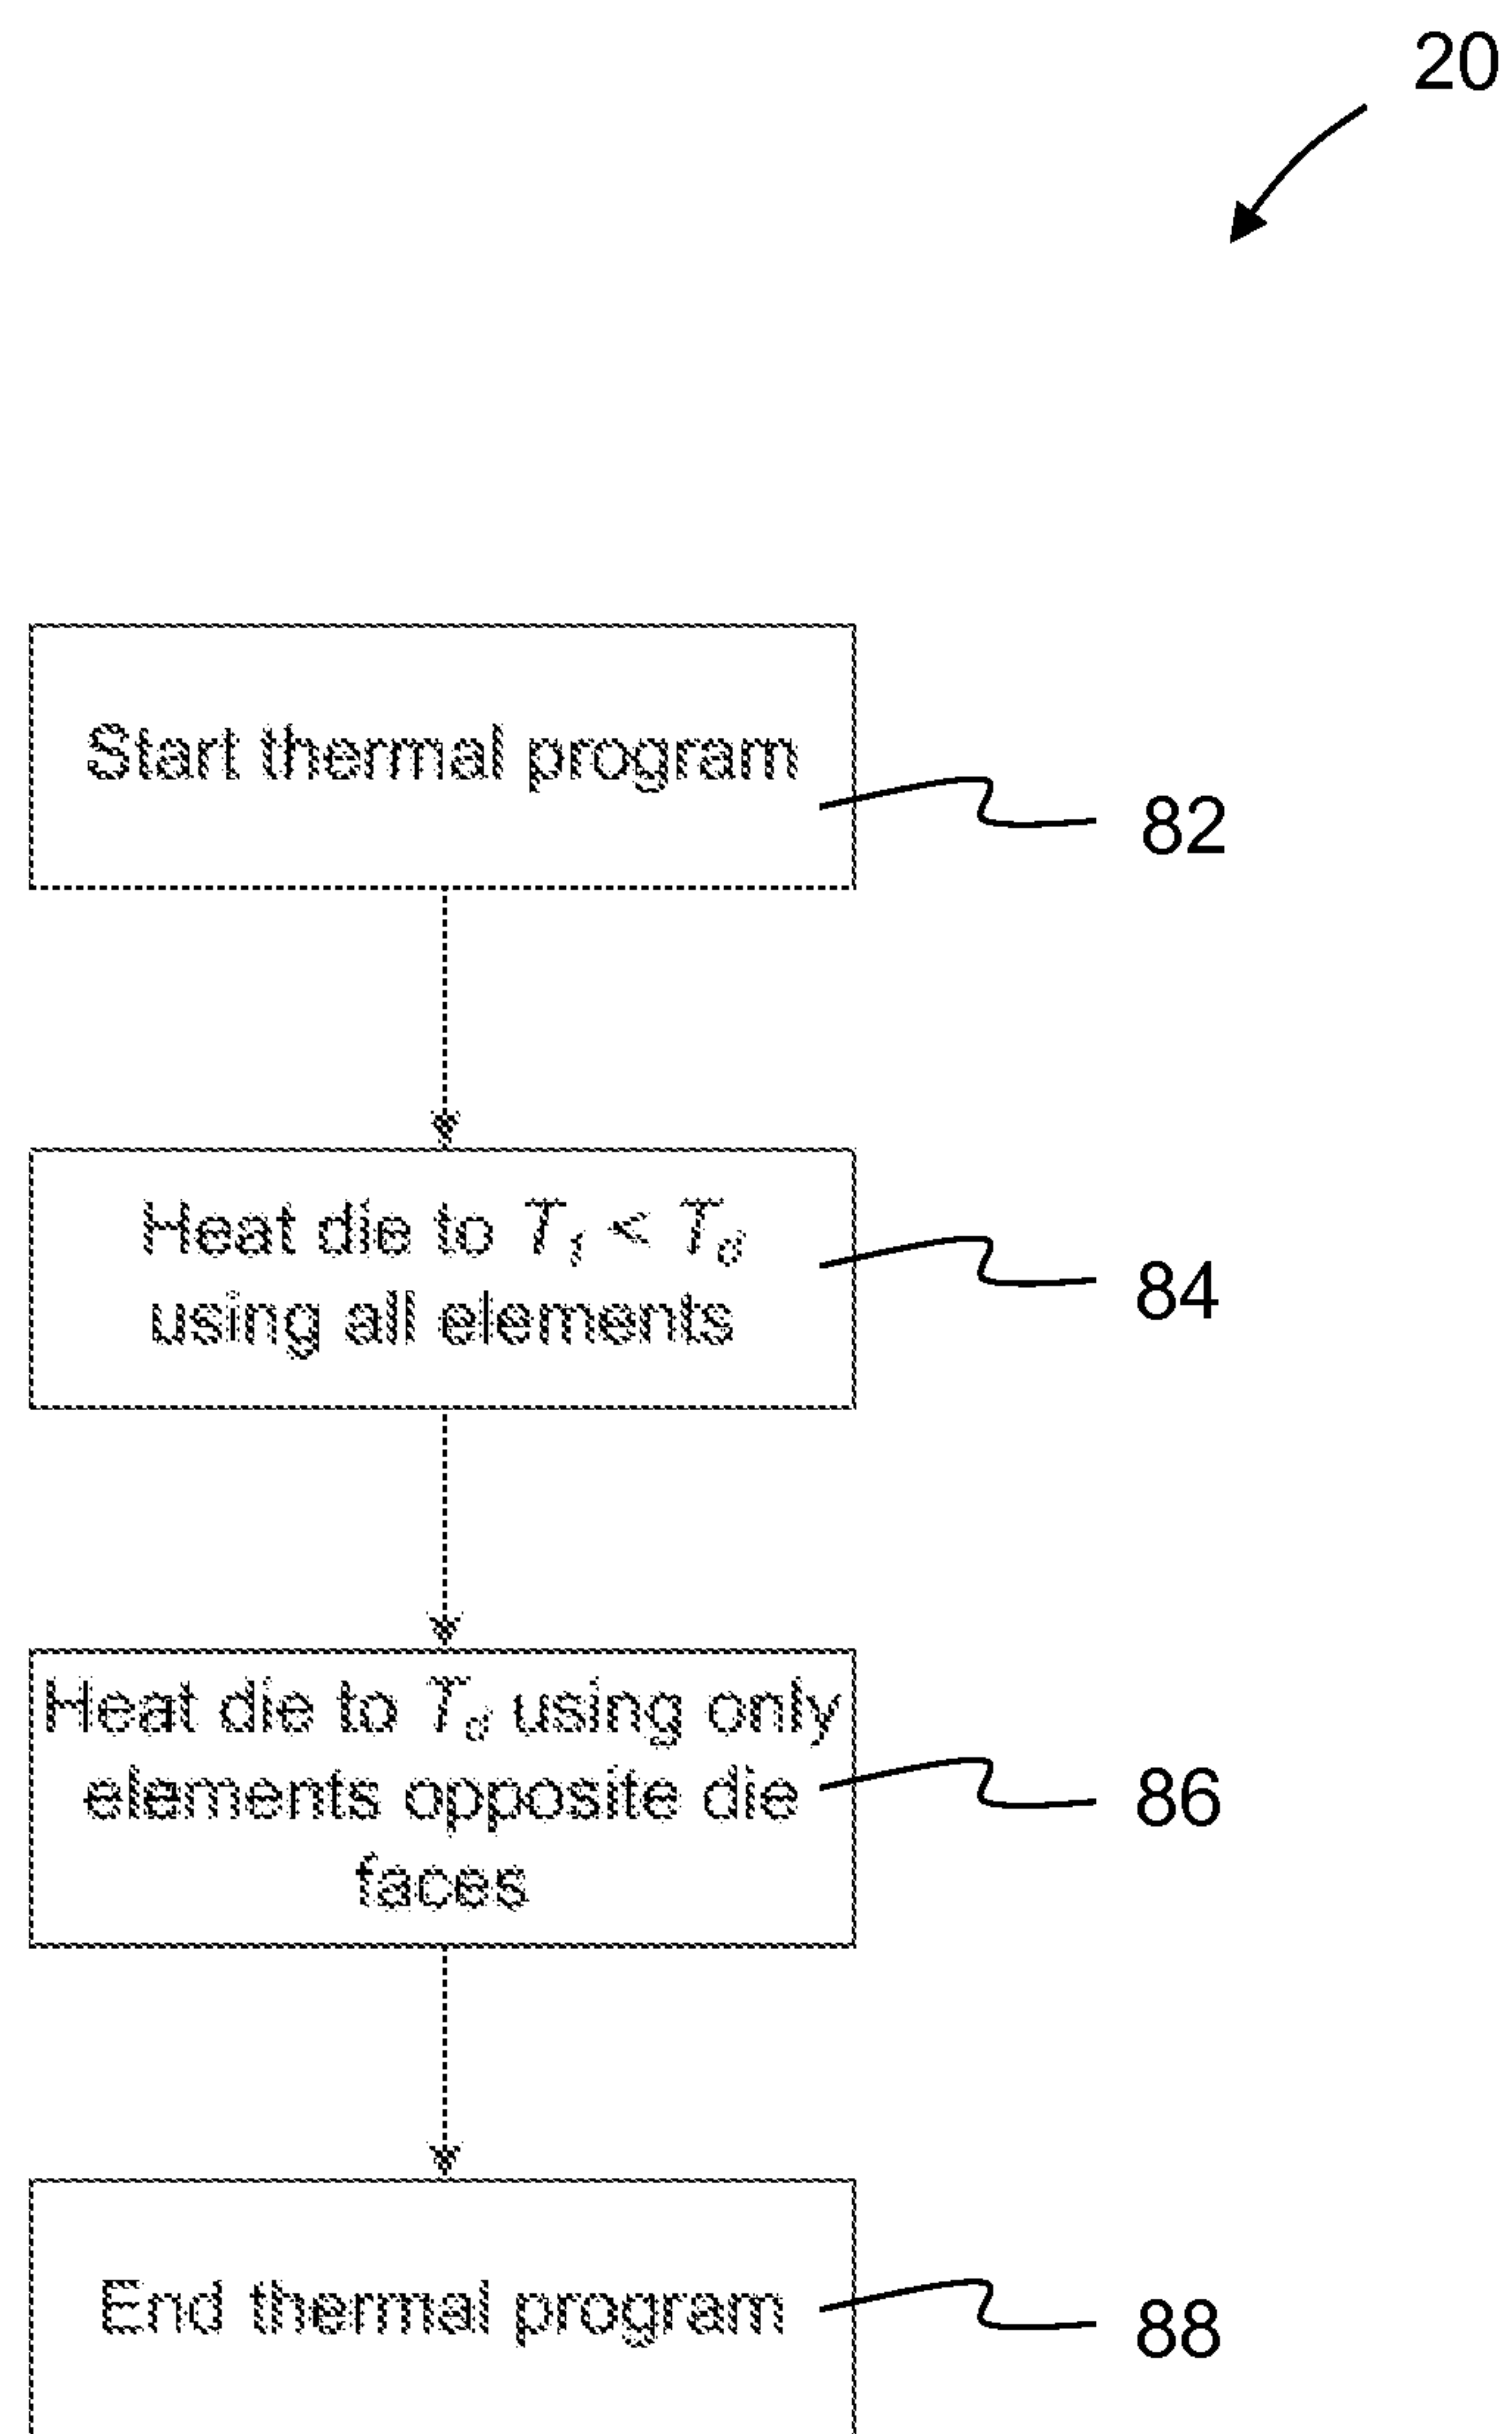 20
Start thermal program
82
Heat die to T₁ < Td
using all elements
84
Heat die to Td using only
elements opposite die
faces
86
End thermal program
88